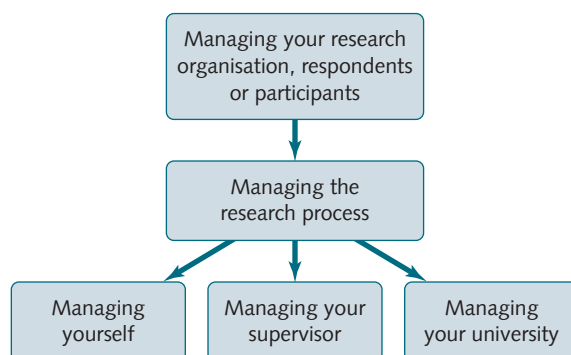 Managing your research
organisation, respondents
or participants
Managing the
research process
Managing
yourself
Managing your
supervisor
Managing
your university